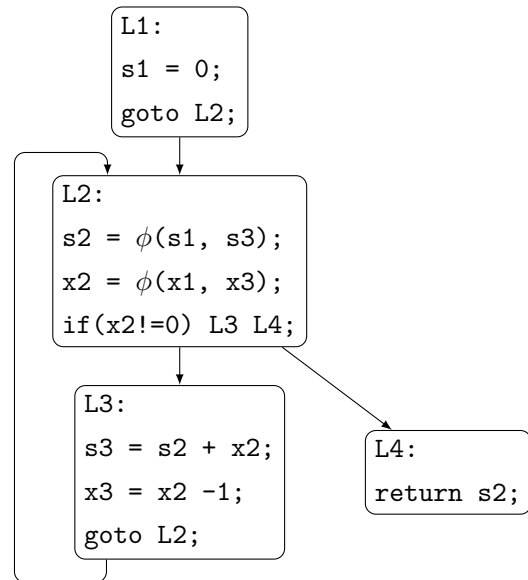 L1:
s1 = 0;
goto L2;
L2:
s2 = ϕ(s1, s3);
x2 = ϕ(x1, x3);
if(x2!=0) L3 L4;
L3:
s3 = s2 + x2;
x3 = x2 -1;
goto L2;
L4:
return s2;